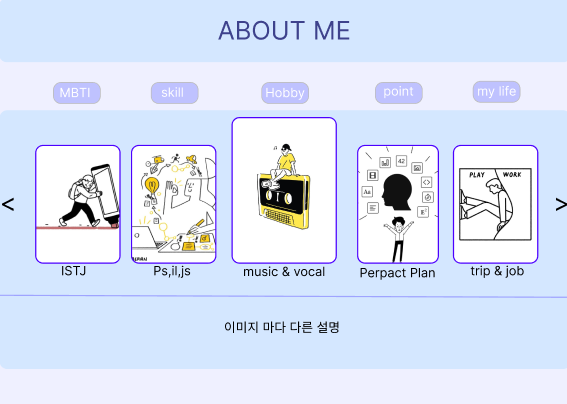 ABOUT ME
MBTI
skill
Hobby
point
my life
42
Aa
PLAY WORK
<
>
ISTJ
Ps,il,js
music & vocal
Perpact Plan
trip & job
이미지 마다 다른 설명